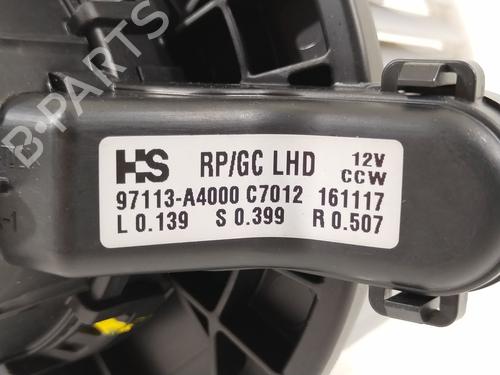 B-PARTS
HS RP/GC LHD 12V
CCW
97113-A4000 C7012 161117
L 0.139 S 0.399 R 0.507